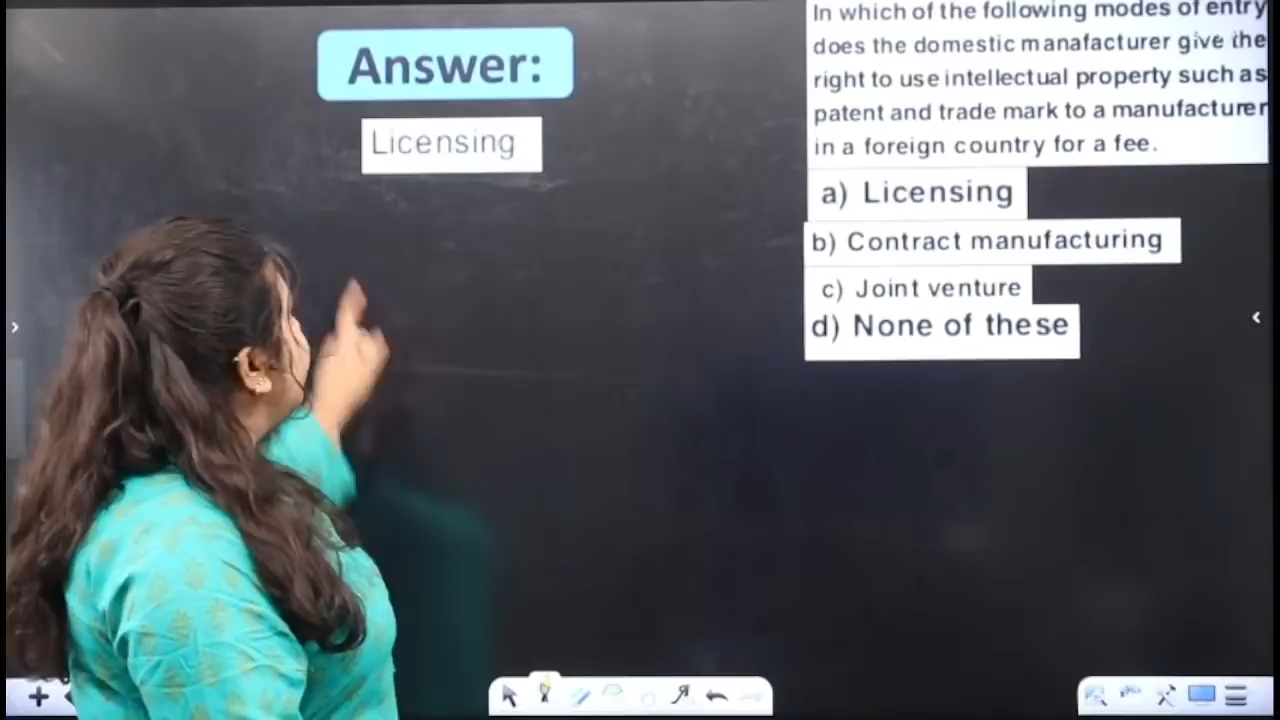 Answer:
Licensing
In which of the following modes of entry
does the domestic manafacturer give the
right to use intellectual property such as
patent and trade mark to a manufacturer
in a foreign country for a fee.
a) Licensing
b) Contract manufacturing
c) Joint venture
d) None of these